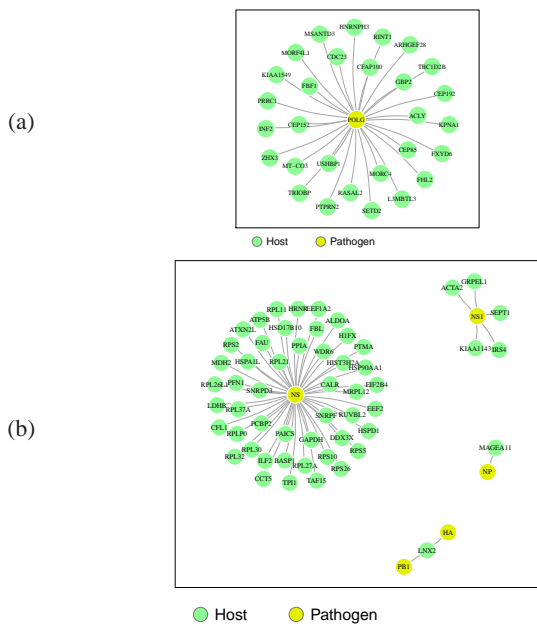 HNRNPH3
MSANTD3
RINT1
ARHGEF28
MORF4L1
CDC23
CFAP100
TBC1D2B
KIAA1549
FBF1
GBP2
CEP192
PRRC1
ACLY
(a)
POLG
KPNA1
INF2
CEP152
CEP85
FXYD6
ZHX3
MT-CO3
USHBP1
MORC4
FHL2
TRIOBP
RASAL2
L3MBTL3
PTPRN2
SETD2
Host Pathogen
GRPEL1
ACTA2
SEPT1
NS1
KIAA1143
IRS4
RPL11
HRNR
EEF1A2
ATP5B
ALDOA
ATXN2L
HSD17B10
FBL
H1FX
FAU
PPIA
RPS2
WDR6
PTMA
MDH2
HSPA1L
RPL21
HIST3H2A
HSP90AA1
RPL26L1
PFN1
SNRPD3
CALR
EIF2B4
NS
MRPL12
LDHB
RPL37A
EEF2
CFL1
PCBP2
SNRPF
RUVBL2
(b)
RPLP0
PAICS
GAPDH
DDX3X
HSPD1
RPL32
RPL30
RPS5
ILF2
BASP1
RPL27A
RPS10
RPS26
CCT5
TPI1
TAF15
MAGEA11
NP
HA
LNX2
PB1
Host Pathogen